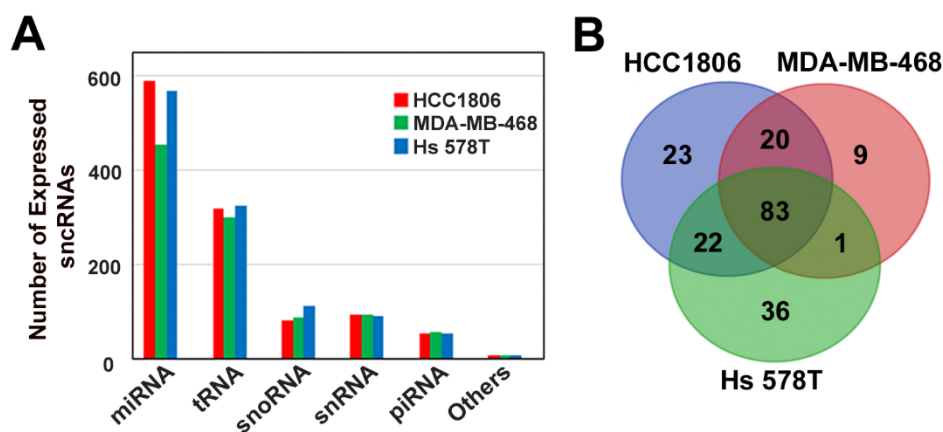 A
Number of Expressed
sncRNAs
600
400
200
0
HCC1806
MDA-MB-468
Hs 578T
miRNA
tRNA
snoRNA
snRNA
piRNA
Others
B
HCC1806
MDA-MB-468
23
20
9
83
22
1
36
Hs 578T